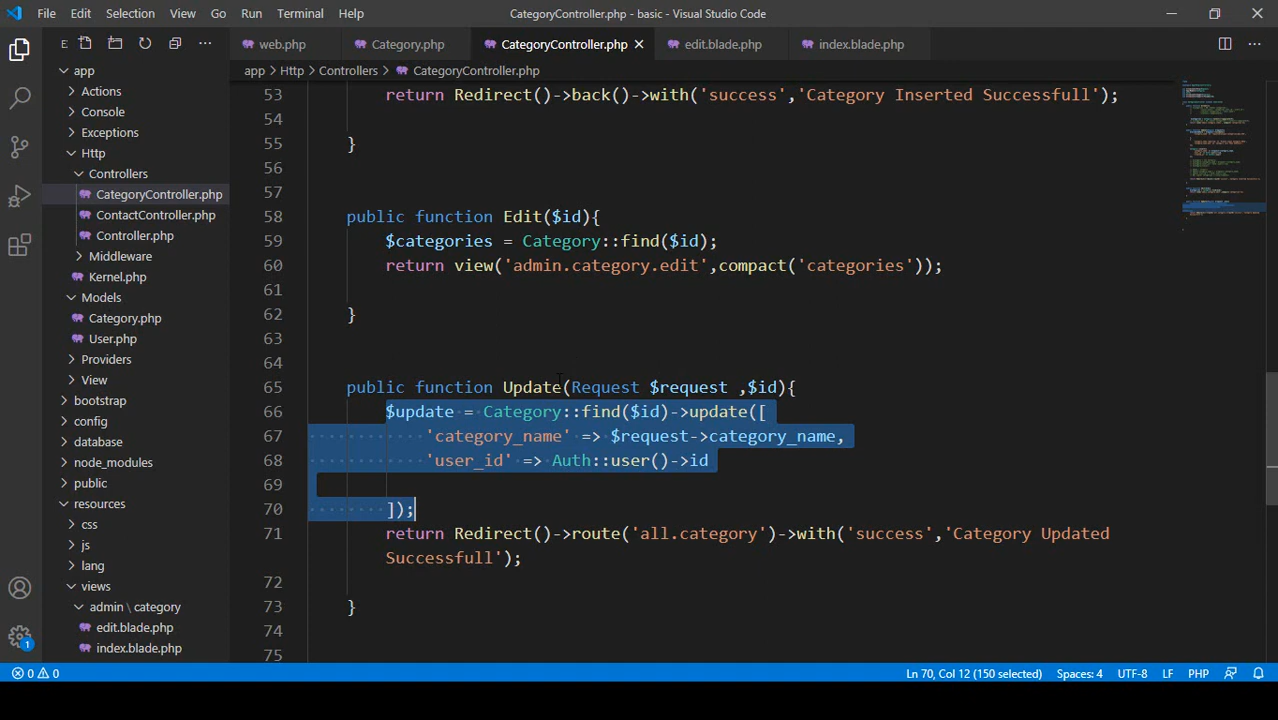 File Edit Selection View Go Run Terminal Help
CategoryController.php - basic - Visual Studio Code
E
web.php
Category.php
CategoryController.php
edit.blade.php
index.blade.php
app > Http > Controllers > CategoryController.php
app
Actions
Console
Exceptions
Http
Controllers
CategoryController.php
ContactController.php
Controller.php
Middleware
Kernel.php
Models
Category.php
User.php
Providers
View
bootstrap
config
database
node_modules
public
resources
css
js
lang
views
admin \ category
edit.blade.php
index.blade.php
53 return Redirect()->back()->with('success','Category Inserted Successfull');
54
55 }
56
57
58 public function Edit($id){
59 $categories = Category::find($id);
60 return view('admin.category.edit',compact('categories'));
61
62 }
63
64
65 public function Update(Request $request ,$id){
66 $update = Category::find($id)->update([
67 'category_name' => $request->category_name,
68 'user_id' => Auth::user()->id
69
70 ]);
71 return Redirect()->route('all.category')->with('success','Category Updated
Successfull');
72
73 }
74
75
1
0 0
Ln 70, Col 12 (150 selected)
Spaces: 4
UTF-8
LF
PHP